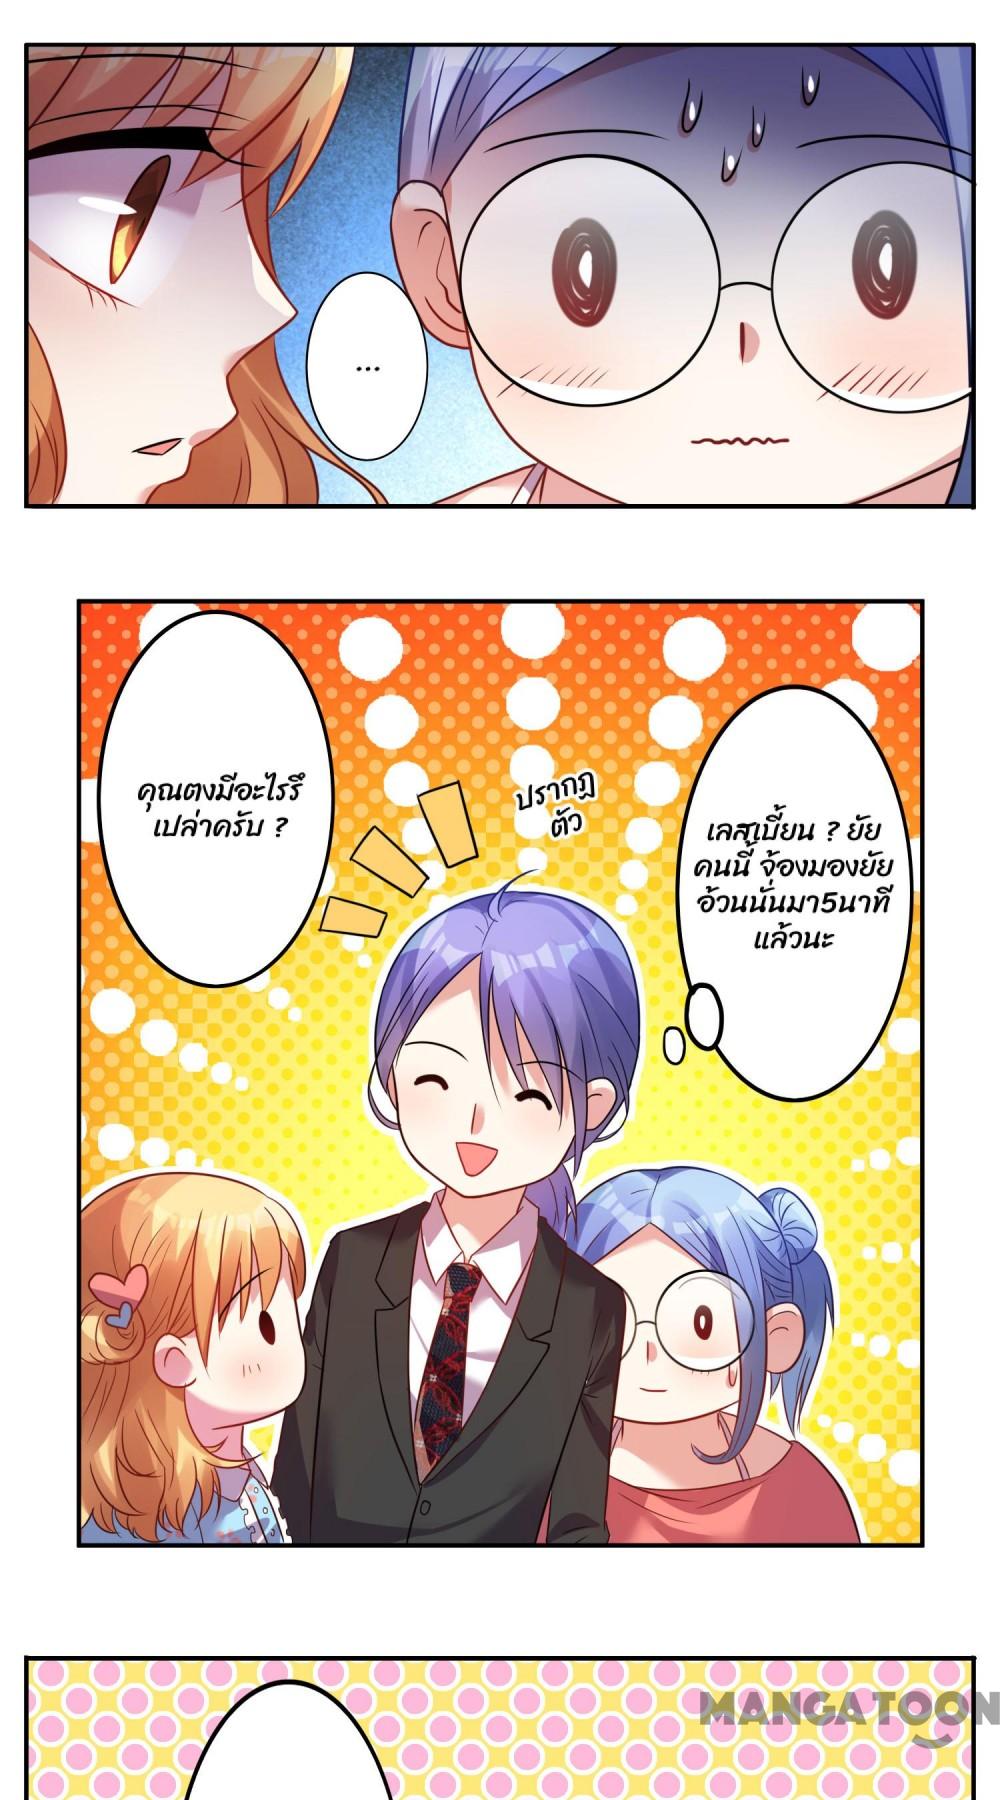 ...
คุณตงมีอะไรรึ
เปล่าครับ ?
ปรากฏ
ตัว
เลสเบี้ยน ? ยัย
คนนี้ จ้องมองยัย
อ้วนนั่นมา5นาที
แล้วนะ
MANGATOON